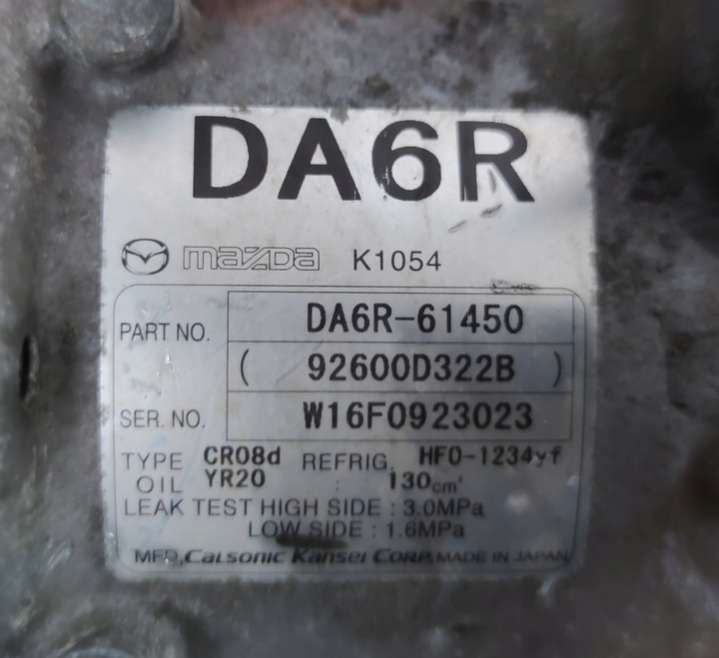 DA6R
mazda K1054
PART NO. DA6R-61450
( 92600D322B )
SER. NO. W16F0923023
TYPE CR08d REFRIG. HFO-1234yf
OIL YR20 : 130cm³
LEAK TEST HIGH SIDE : 3.0MPa
LOW SIDE : 1.6MPa
MFD. CALSONIC KANSEI CORP. MADE IN JAPAN